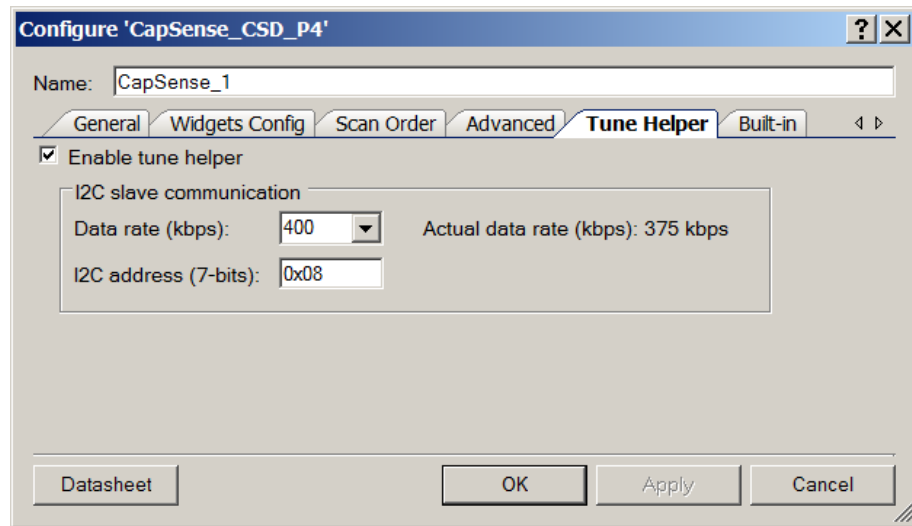 Configure 'CapSense_CSD_P4'
Name: CapSense_1
General Widgets Config Scan Order Advanced Tune Helper Built-in
Enable tune helper
I2C slave communication
Data rate (kbps): 400 Actual data rate (kbps): 375 kbps
I2C address (7-bits): 0x08
Datasheet OK Apply Cancel